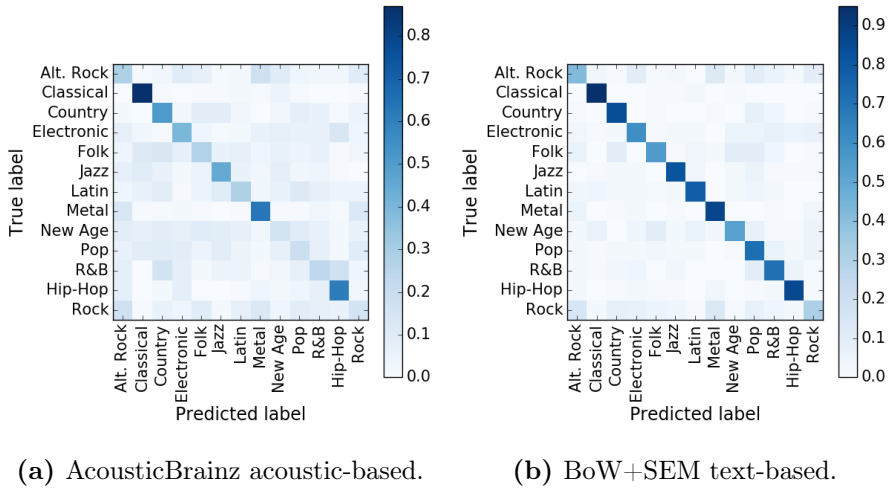 Alt. Rock
Classical
Country
Electronic
Folk
Jazz
Latin
Metal
New Age
Pop
R&B
Hip-Hop
Rock
True label
Alt. Rock
Classical
Country
Electronic
Folk
Jazz
Latin
Metal
New Age
Pop
R&B
Hip-Hop
Rock
Predicted label
0.8
0.7
0.6
0.5
0.4
0.3
0.2
0.1
0.0
(a) AcousticBrainz acoustic-based.
Alt. Rock
Classical
Country
Electronic
Folk
Jazz
Latin
Metal
New Age
Pop
R&B
Hip-Hop
Rock
True label
Alt. Rock
Classical
Country
Electronic
Folk
Jazz
Latin
Metal
New Age
Pop
R&B
Hip-Hop
Rock
Predicted label
0.9
0.8
0.7
0.6
0.5
0.4
0.3
0.2
0.1
0.0
(b) BoW+SEM text-based.